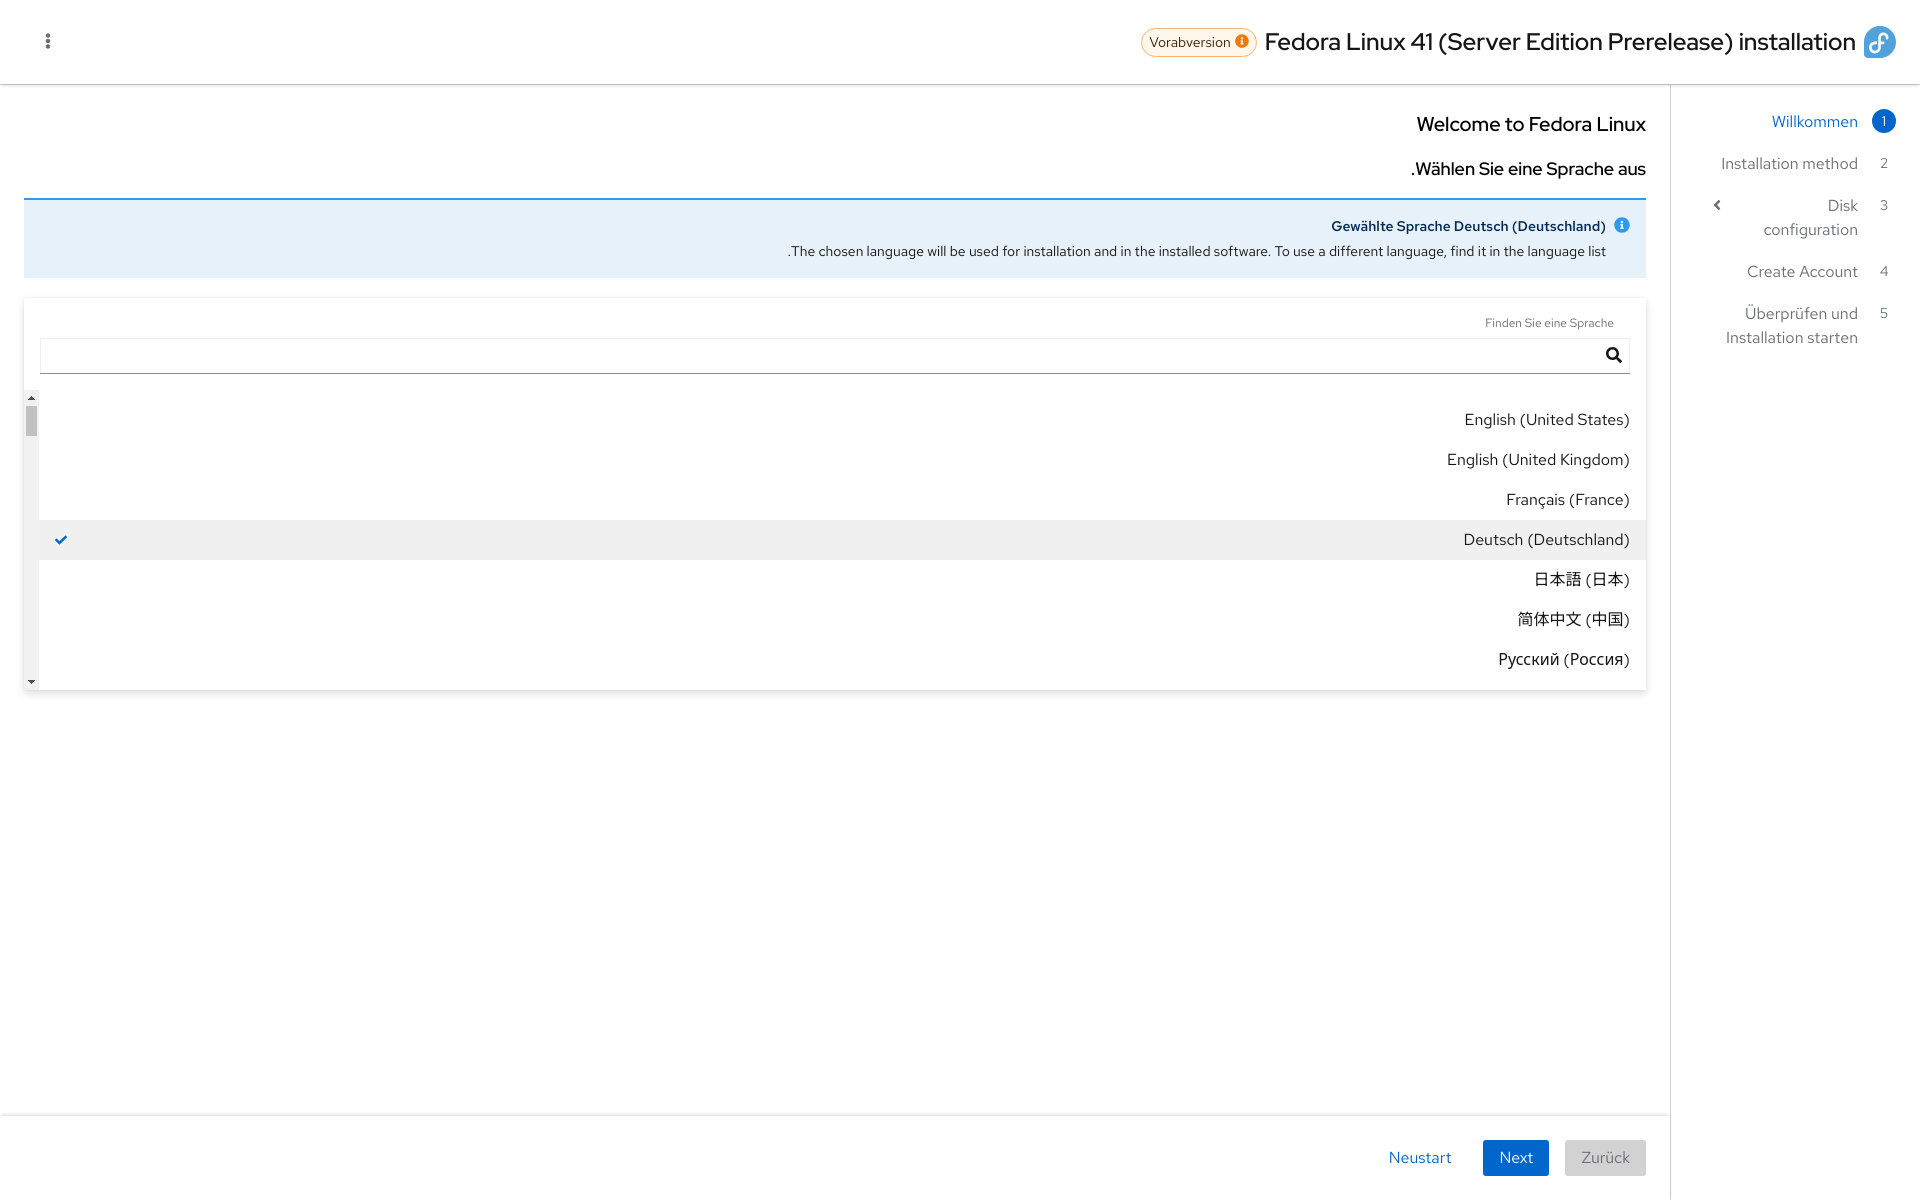 Vorabversion
Fedora Linux 41 (Server Edition Prerelease) installation
Willkommen 1
Installation method 2
Disk configuration 3
Create Account 4
Überprüfen und Installation starten 5
Welcome to Fedora Linux
.Wählen Sie eine Sprache aus
Gewählte Sprache Deutsch (Deutschland)
.The chosen language will be used for installation and in the installed software. To use a different language, find it in the language list
Finden Sie eine Sprache
English (United States)
English (United Kingdom)
Français (France)
Deutsch (Deutschland)
日本語 (日本)
简体中文 (中国)
Русский (Россия)
Neustart
Next
Zurück